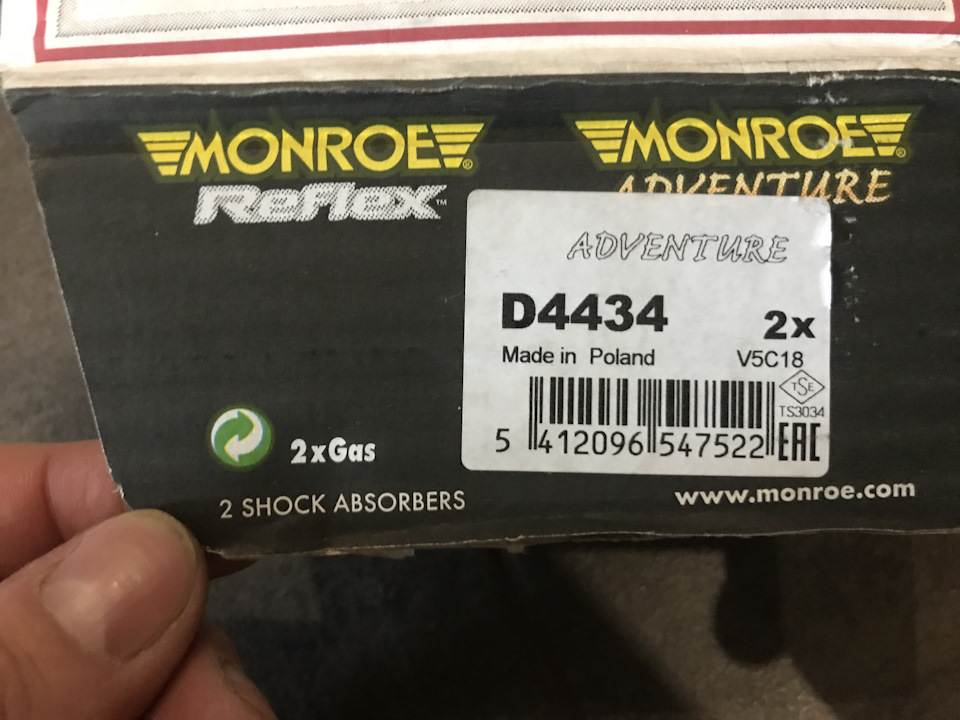 MONROE®
Reflex™
MONROE®
ADVENTURE
ADVENTURE
D4434
2x
Made in Poland
V5C18
TSE
TS3034
5 412096 547522
EAC
2xGas
2 SHOCK ABSORBERS
www.monroe.com